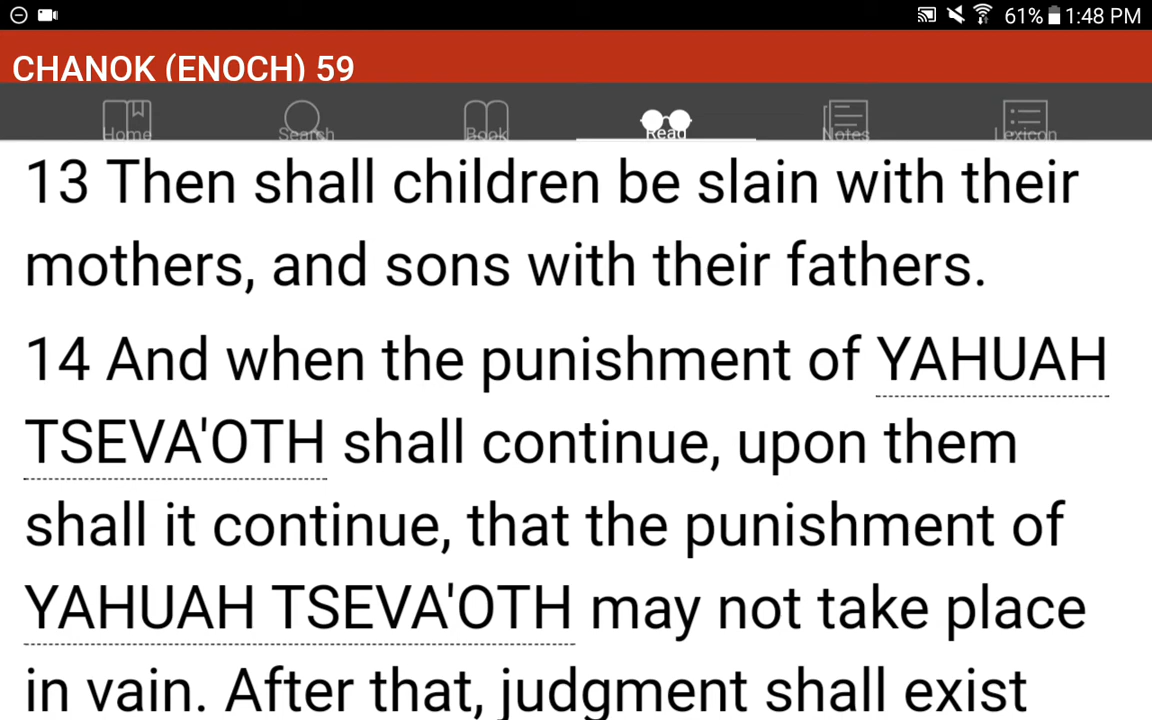 61% 1:48 PM
CHANOK (ENOCH) 59
Home Search Book Read Notes Lexicon
13 Then shall children be slain with their
mothers, and sons with their fathers.
14 And when the punishment of YAHUAH
TSEVA'OTH shall continue, upon them
shall it continue, that the punishment of
YAHUAH TSEVA'OTH may not take place
in vain. After that, judgment shall exist